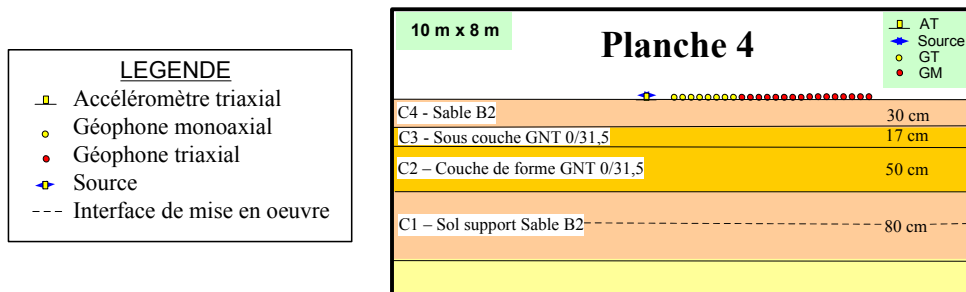 LEGENDE
Accéléromètre triaxial
Géophone monoaxial
Géophone triaxial
Source
Interface de mise en oeuvre
10 m x 8 m
Planche 4
AT
Source
GT
GM
C4 - Sable B2
30 cm
C3 - Sous couche GNT 0/31,5
17 cm
C2 – Couche de forme GNT 0/31,5
50 cm
C1 – Sol support Sable B2
80 cm